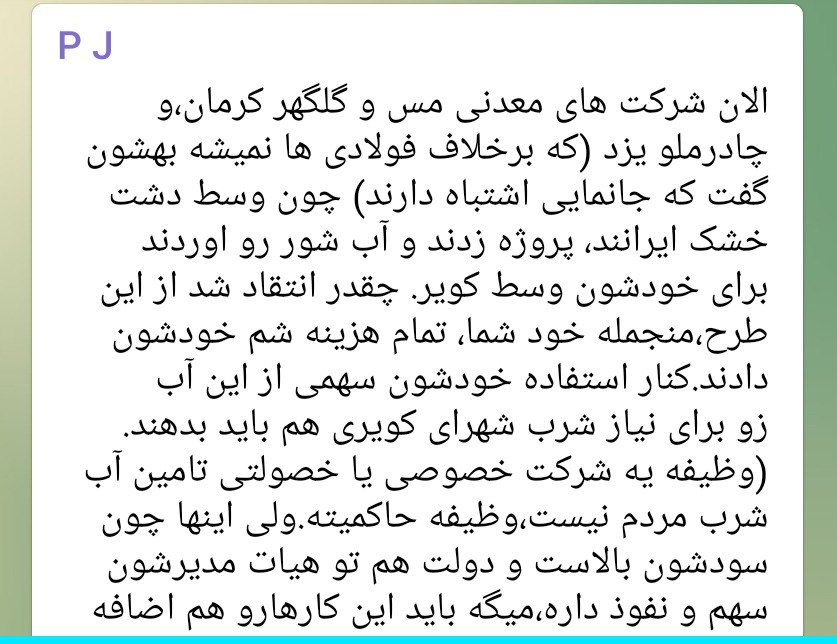 P J
الان شرکت های معدنی مس و گلگهر کرمان،و
چادرملو یزد (که برخلاف فولادی ها نمیشه بهشون
گفت که جانمایی اشتباه دارند) چون وسط دشت
خشک ایرانند، پروژه زدند و آب شور رو اوردند
برای خودشون وسط کویر. چقدر انتقاد شد از این
طرح،منجمله خود شما، تمام هزینه شم خودشون
دادند.کنار استفاده خودشون سهمی از این آب
زو برای نیاز شرب شهرای کویری هم باید بدهند.
(وظیفه یه شرکت خصوصی یا خصولتی تامین آب
شرب مردم نیست،وظیفه حاکمیته.ولی اینها چون
سودشون بالاست و دولت هم تو هیات مدیرشون
سهم و نفوذ داره،میگه باید این کارهارو هم اضافه